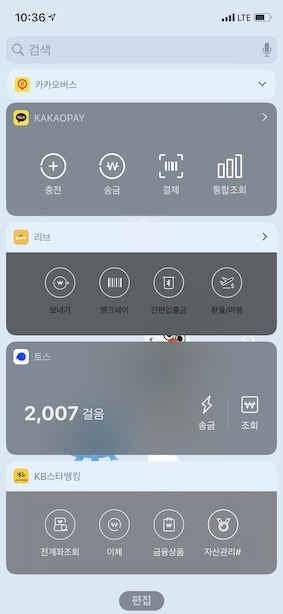 10:36
LTE
검색
카카오버스
KAKAOPAY
충전 송금 결제 통합조회
리브
보내기 뱅크페이 간편입출금 환율/여행
토스
2,007 걸음
송금 조회
KB스타뱅킹
전계좌조회 이체 금융상품 자산관리#
편집